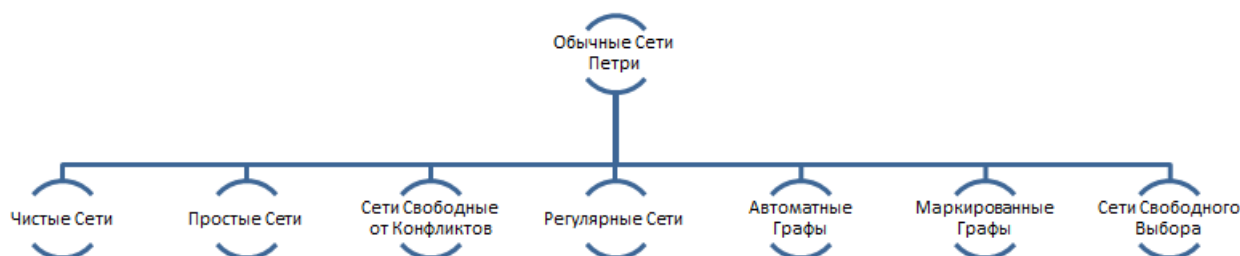 Обычные Сети
Петри
Чистые Сети
Простые Сети
Сети Свободные
от Конфликтов
Регулярные Сети
Автоматные
Графы
Маркированные
Графы
Сети Свободного
Выбора